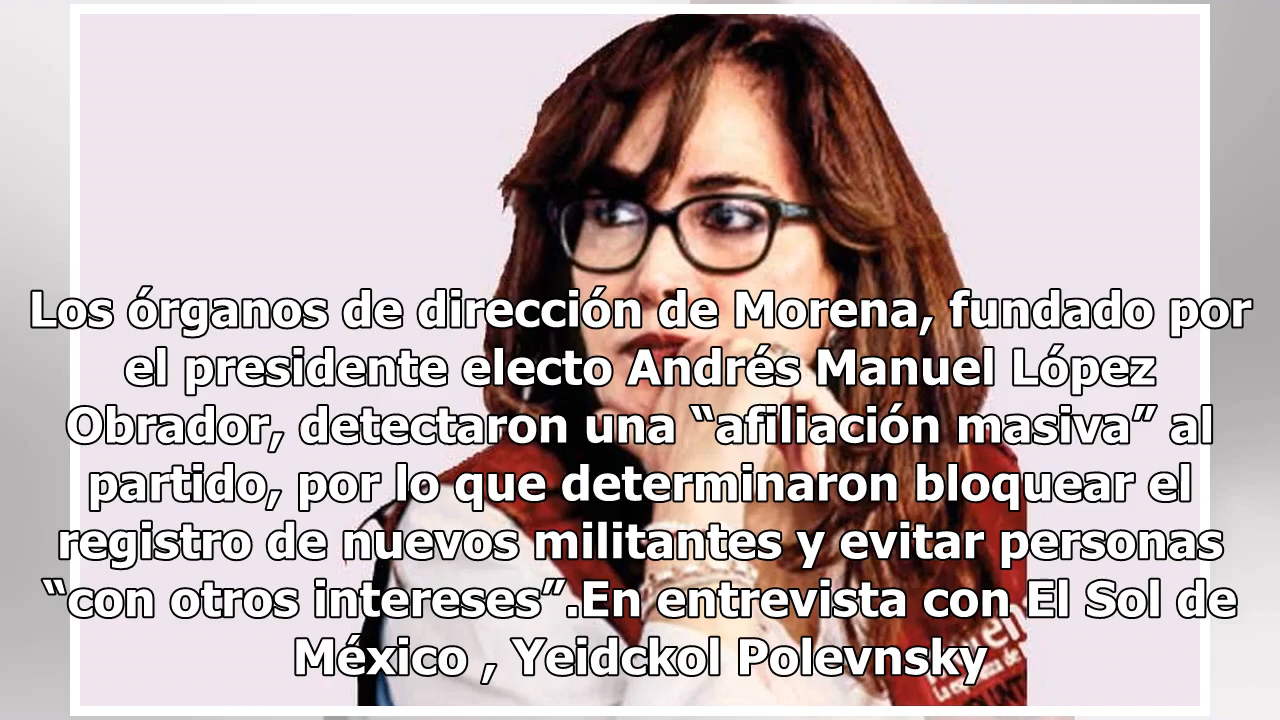 Los órganos de dirección de Morena, fundado por
el presidente electo Andrés Manuel López
Obrador, detectaron una “afiliación masiva” al
partido, por lo que determinaron bloquear el
registro de nuevos militantes y evitar personas
“con otros intereses”.En entrevista con El Sol de
México , Yeidckol Polevnsky